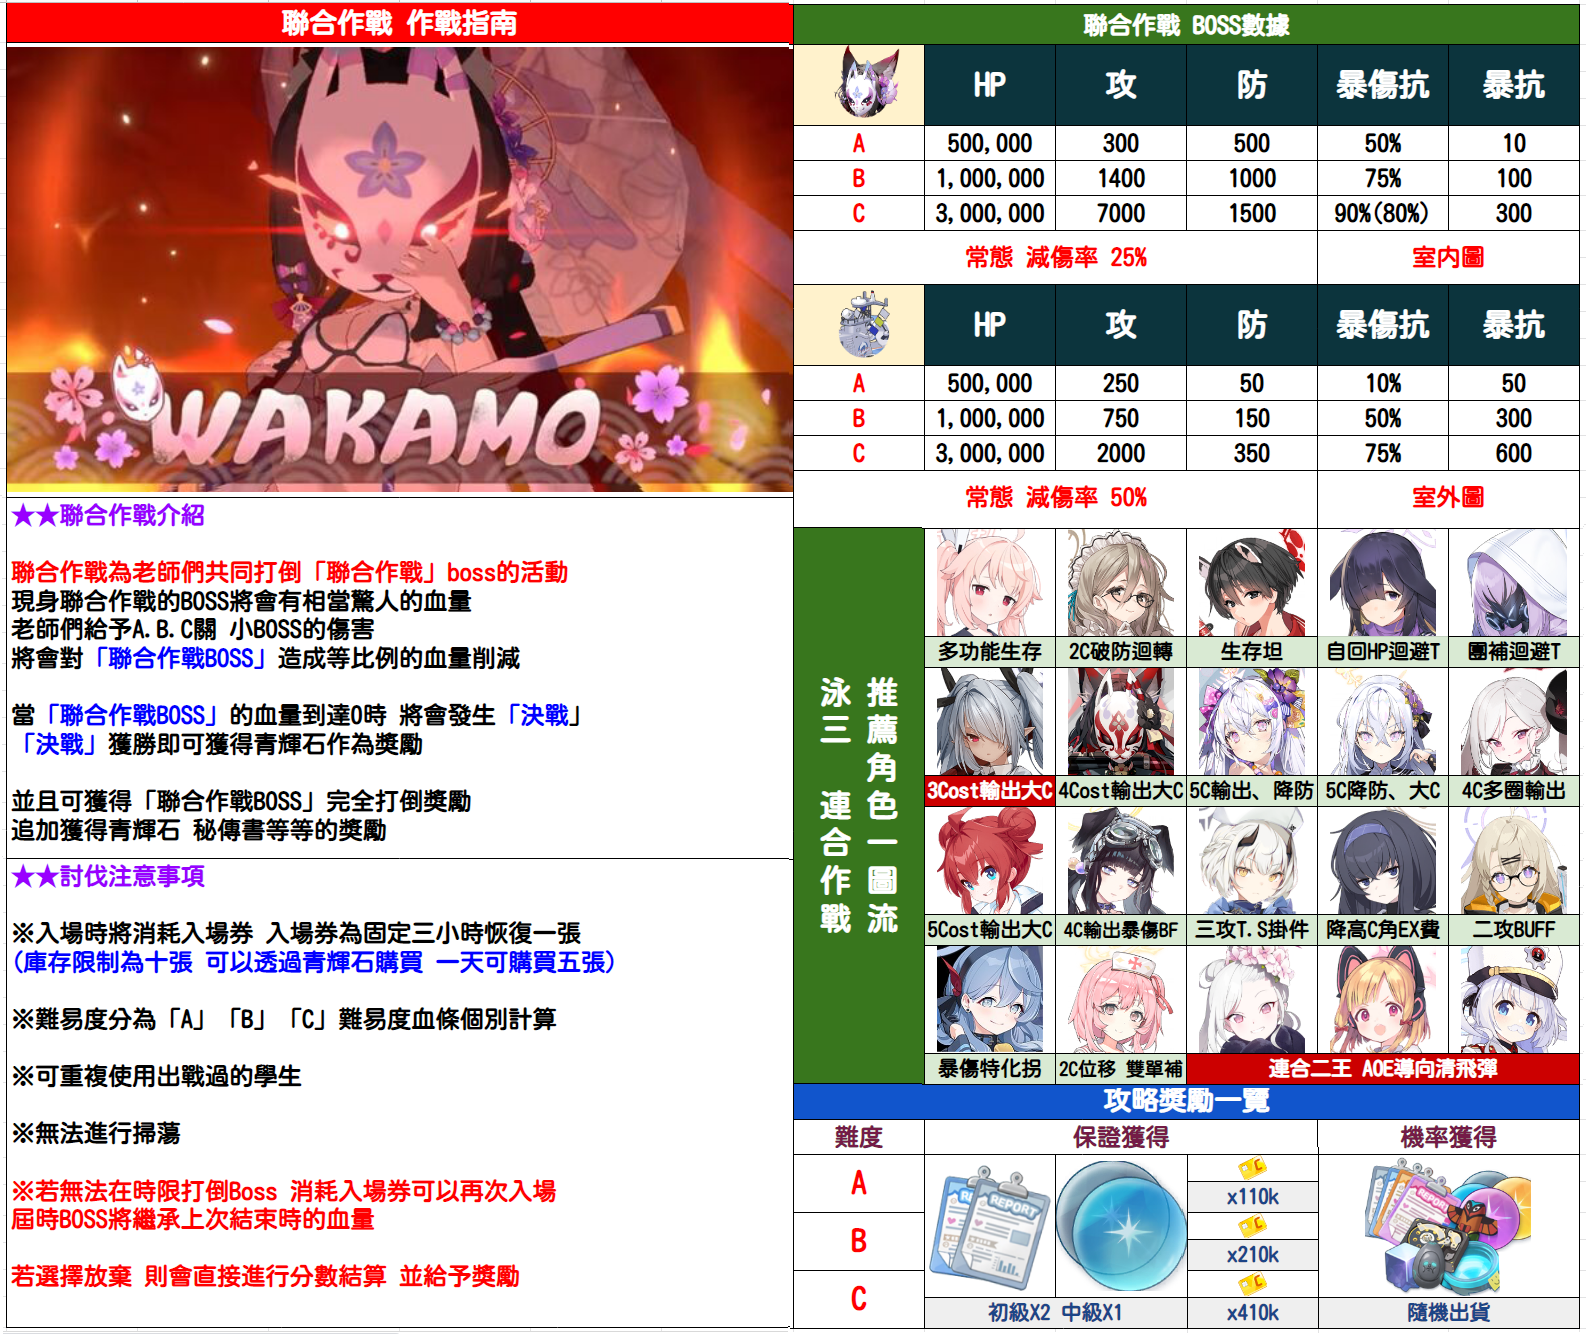 聯合作戰 作戰指南
WAKAMO
★★聯合作戰介紹
聯合作戰為老師們共同打倒「聯合作戰」boss的活動
現身聯合作戰的BOSS將會有相當驚人的血量
老師們給予A.B.C關 小BOSS的傷害
將會對「聯合作戰BOSS」造成等比例的血量削減
當「聯合作戰BOSS」的血量到達0時 將會發生「決戰」
「決戰」獲勝即可獲得青輝石作為獎勵
並且可獲得「聯合作戰BOSS」完全打倒獎勵
追加獲得青輝石 秘傳書等等的獎勵
★★討伐注意事項
※入場時將消耗入場券 入場券為固定三小時恢復一張
(庫存限制為十張 可以透過青輝石購買 一天可購買五張)
※難易度分為「A」「B」「C」難易度血條個別計算
※可重複使用出戰過的學生
※無法進行掃蕩
※若無法在時限打倒Boss 消耗入場券可以再次入場
屆時BOSS將繼承上次結束時的血量
若選擇放棄 則會直接進行分數結算 並給予獎勵
聯合作戰 BOSS數據
HP 攻 防 暴傷抗 暴抗
A 500,000 300 500 50% 10
B 1,000,000 1400 1000 75% 100
C 3,000,000 7000 1500 90%(80%) 300
常態 減傷率 25% 室内圖
HP 攻 防 暴傷抗 暴抗
A 500,000 250 50 10% 50
B 1,000,000 750 150 50% 300
C 3,000,000 2000 350 75% 600
常態 減傷率 50% 室外圖
推薦角色一圖流
泳三 連合作戰
多功能生存 2C破防迴轉 生存坦 自回HP迴避T 團補迴避T
3Cost輸出大C 4Cost輸出大C 5C輸出、降防 5C降防、大C 4C多圈輸出
5Cost輸出大C 4C輸出暴傷BF 三攻T.S掛件 降高C角EX費 二攻BUFF
暴傷特化拐 2C位移 雙單補 連合二王 AOE導向清飛彈
攻略獎勵一覽
難度 保證獲得 機率獲得
A x110k
B x210k
C x410k
REPORT
REPORT
初級X2 中級X1 隨機出貨